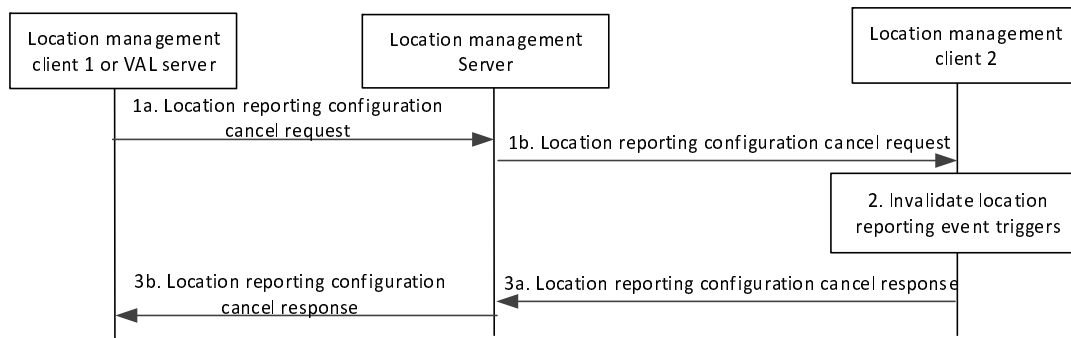 Location management
client 1 or VAL server
Location management
Server
Location management
client 2
1a. Location reporting configuration
cancel request
1b. Location reporting configuration cancel request
2. Invalidate location
reporting event triggers
3b. Location reporting configuration
cancel response
3a. Location reporting configuration cancel response